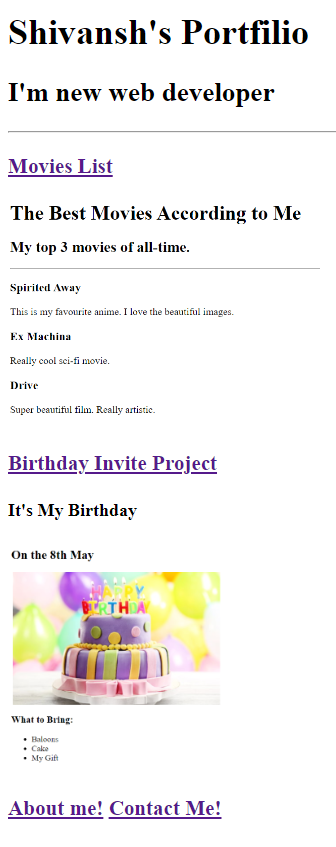 Shivansh's Portfilio
I'm new web developer
Movies List
The Best Movies According to Me
My top 3 movies of all-time.
Spirited Away
This is my favourite anime. I love the beautiful images.
Ex Machina
Really cool sci-fi movie.
Drive
Super beautiful film. Really artistic.
Birthday Invite Project
It's My Birthday
On the 8th May
HAPPY
BIRTHDAY
What to Bring:
Baloons
Cake
My Gift
About me! Contact Me!